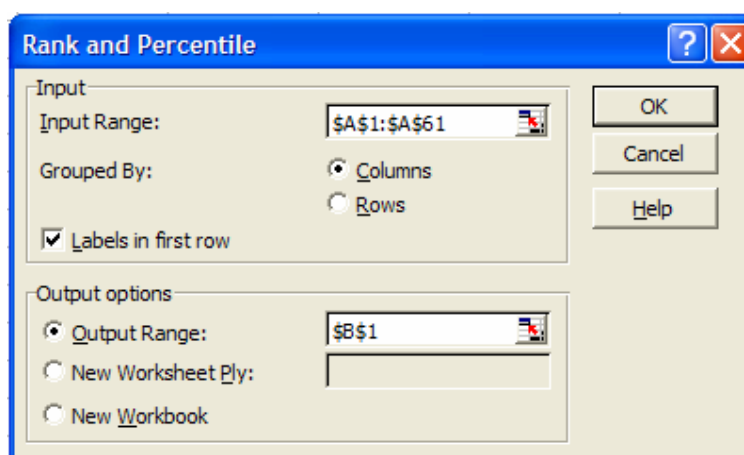 Rank and Percentile
Input
Input Range: $A$1:$A$61
Grouped By: Columns
Rows
Labels in first row
OK
Cancel
Help
Output options
Output Range: $B$1
New Worksheet Ply:
New Workbook